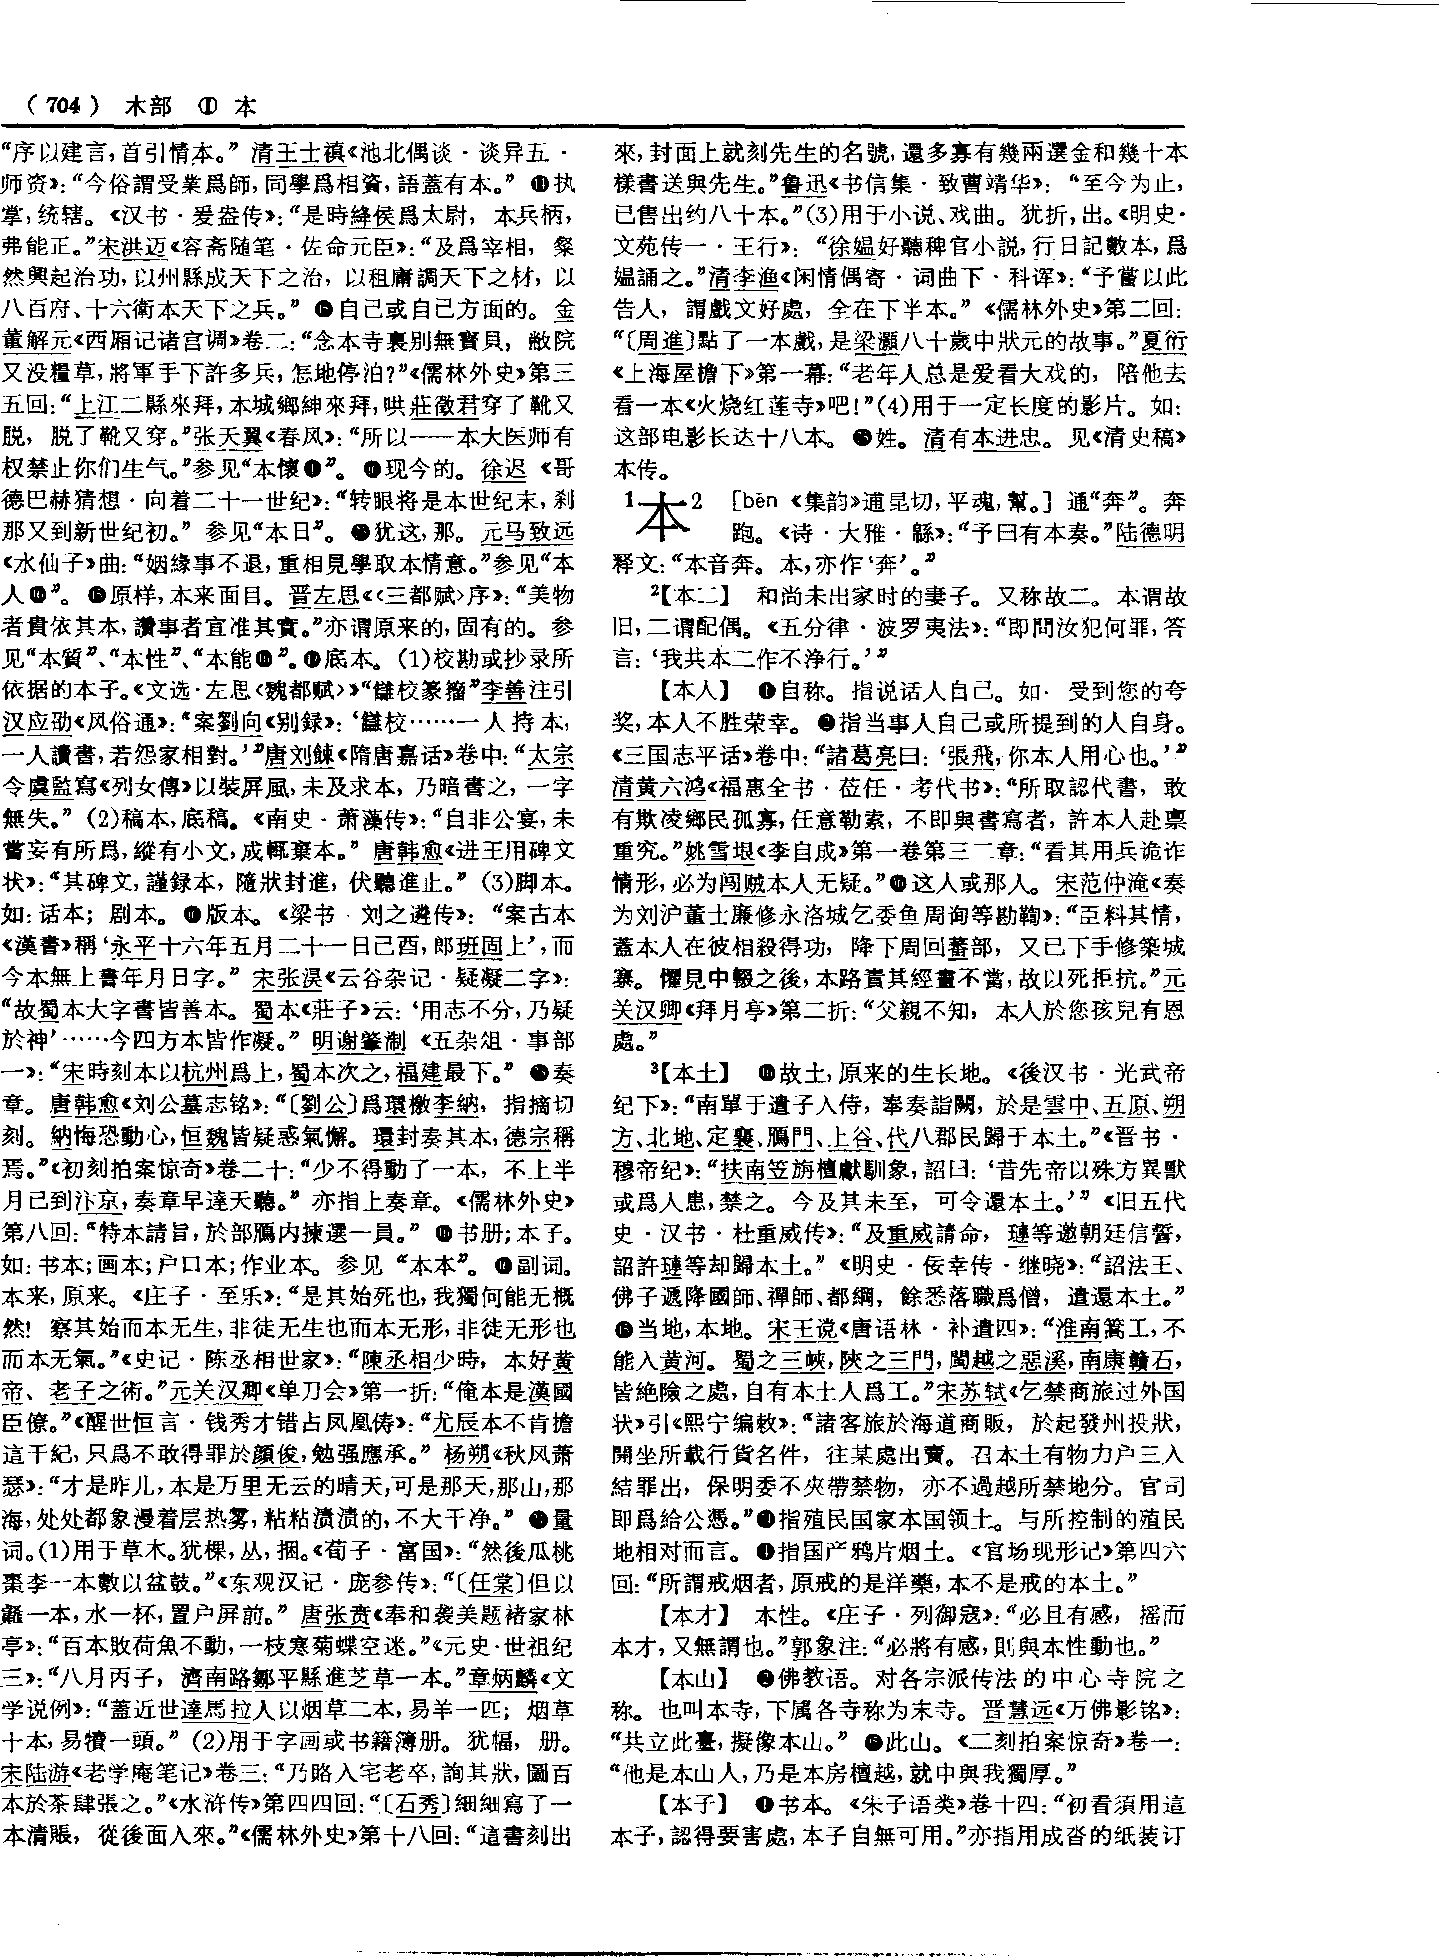 （704） 木部 ① 本
“序以建言，首引情本。”清王士禛《池北偶谈·谈异五·
师资》：“今俗謂受業爲師，同學爲相資，語蓋有本。” 执
掌，统辖。《汉书·爰盎传》：“是時絳侯爲太尉，本兵柄，
弗能正。”宋洪迈《容斋随笔·佐命元臣》：“及爲宰相，粲
然興起治功，以州縣成天下之治，以租庸調天下之材，以
八百府、十六衛本天下之兵。” 自己或自己方面的。金
董解元《西厢记诸宫调》卷二：“念本寺裏别無寳貝，敝院
又没糧草，將軍手下許多兵，怎地停泊？”《儒林外史》第三
五回：“上江二縣來拜，本城鄉紳來拜，哄莊徵君穿了靴又
脱，脱了靴又穿。”张天翼《春风》：“所以——本大医师有
权禁止你们生气。”参见“本懷❶”。 现今的。徐迟《哥
德巴赫猜想·向着二十一世纪》：“转眼将是本世纪末，刹
那又到新世纪初。”参见“本日”。 犹这，那。元马致远
《水仙子》曲：“姻缘事不退，重相見學取本情意。”参见“本
人”。 原样，本来面目。晋左思《〈三都赋〉序》：“美物
者貴依其本，讚事者宜准其實。”亦谓原来的，固有的。参
见“本質”、“本性”、“本能”。底本。（1）校勘或抄录所
依据的本子。《文选·左思〈魏都赋〉》“讎校篆籀”李善注引
汉应劭《风俗通》：“案劉向《别録》：‘讎校……一人持本，
一人讀書，若怨家相對。’”唐刘餗《隋唐嘉话》卷中：“太宗
令虞監寫《列女傳》以裝屏風，未及求本，乃暗書之，一字
無失。”（2）稿本，底稿。《南史·萧藻传》：“自非公宴，未
嘗妄有所爲，縱有小文，成輒棄本。”唐韩愈《进王用碑文
状》：“其碑文，謹録本，隨狀封進，伏聽進止。”（3）脚本。
如：话本；剧本。 版本。《梁书·刘之遴传》：“案古本
《漢書》稱‘永平十六年五月二十一日己酉，郎班固上’，而
今本無上書年月日字。”宋张淏《云谷杂记·疑凝二字》：
“故蜀本大字書皆善本。蜀本《莊子》云：‘用志不分，乃疑
於神’……今四方本皆作凝。”明谢肇淛《五杂俎·事部
一》：“宋時刻本以杭州爲上，蜀本次之，福建最下。” 奏
章。唐韩愈《刘公墓志铭》：“〔劉公〕爲環檄李納，指摘切
刻。納悔恐動心，恒魏皆疑惑氣懈。環封奏其本，德宗稱
焉。”《初刻拍案惊奇》卷二十：“少不得動了一本，不上半
月已到汴京，奏章早達天聽。”亦指上奏章。《儒林外史》
第八回：“特本請旨，於部屬内揀選一員。” 书册；本子。
如：书本；画本；户口本；作业本。参见“本本”。 副词。
本来，原来。《庄子·至乐》：“是其始死也，我獨何能无概
然！察其始而本无生，非徒无生也而本无形，非徒无形也
而本无氣。”《史记·陈丞相世家》：“陳丞相少時，本好黄
帝、老子之術。”元关汉卿《单刀会》第一折：“俺本是漢國
臣僚。”《醒世恒言·钱秀才错占凤凰俦》：“尤辰本不肯擔
這干紀，只爲不敢得罪於顔俊，勉强應承。”杨朔《秋风萧
瑟》：“才是昨儿，本是万里无云的晴天，可是那天，那山，那
海，处处都象漫着层热雾，粘粘渍渍的，不大干净。” 量
词。（1）用于草木。犹棵，丛，捆。《荀子·富国》：“然後瓜桃
棗李一本數以盆鼓。”《东观汉记·庞参传》：“〔任棠〕但以
薤一本，水一杯，置户屏前。”唐张贲《奉和袭美题褚家林
亭》：“百本敗荷魚不動，一枝寒菊蝶空迷。”《元史·世祖纪
三》：“八月丙子，濟南路鄒平縣進芝草一本。”章炳麟《文
学说例》：“蓋近世達馬拉人以烟草二本，易羊一匹；烟草
十本，易犢一頭。”（2）用于字画或书籍簿册。犹幅，册。
宋陆游《老学庵笔记》卷三：“乃賂入宅老卒，詢其狀，圖百
本於茶肆張之。”《水浒传》第四四回：“〔石秀〕細細寫了一
本清賬，從後面入來。”《儒林外史》第十八回：“這書刻出
來，封面上就刻先生的名號，還多寡有幾兩選金和幾十本
樣書送與先生。”鲁迅《书信集·致曹靖华》：“至今为止，
已售出约八十本。”（3）用于小说、戏曲。犹折，出。《明史·
文苑传一·王行》：“徐媪好聽稗官小説，行日記數本，爲
媪誦之。”清李渔《闲情偶寄·词曲下·科诨》：“予嘗以此
告人，謂戲文好處，全在下半本。”《儒林外史》第二回：
“〔周進〕點了一本戲，是梁灝八十歲中狀元的故事。”夏衍
《上海屋檐下》第一幕：“老年人总是爱看大戏的，陪他去
看一本《火烧红莲寺》吧！”（4）用于一定长度的影片。如：
这部电影长达十八本。 姓。清有本进忠。见《清史稿》
本传。
1本2 ［bēn《集韵》逋昆切，平魂，幫。］通“奔”。奔
跑。《诗·大雅·緜》：“予曰有本奏。”陆德明
释文：“本音奔。本，亦作‘奔’。”
2【本二】 和尚未出家时的妻子。又称故二。本谓故
旧，二谓配偶。《五分律·波罗夷法》：“即問汝犯何罪，答
言：‘我共本二作不净行。’”
【本人】 ❶自称。指说话人自己。如：受到您的夸
奖，本人不胜荣幸。 ❷指当事人自己或所提到的人自身。
《三国志平话》卷中：“諸葛亮曰：‘張飛，你本人用心也。’”
清黄六鸿《福惠全书·莅任·考代书》：“所取認代書，敢
有欺凌鄉民孤寡，任意勒索，不即與書寫者，許本人赴禀
重究。”姚雪垠《李自成》第一卷第三二章：“看其用兵诡诈
情形，必为闯贼本人无疑。”❸这人或那人。宋范仲淹《奏
为刘沪董士廉修永洛城乞委鱼周询等勘鞫》：“臣料其情，
蓋本人在彼相殺得功，降下周回蕃部，又已下手修築城
寨。懼見中輟之後，本路責其經畫不當，故以死拒抗。”元
关汉卿《拜月亭》第二折：“父親不知，本人於您孩兒有恩
處。”
3【本土】 ❶故土，原来的生长地。《後汉书·光武帝
纪下》：“南單于遣子入侍，奉奏詣闕，於是雲中、五原、朔
方、北地、定襄、鴈門、上谷、代八郡民歸于本土。”《晋书·
穆帝纪》：“扶南竺旃檀獻馴象，詔曰：‘昔先帝以殊方異獸
或爲人患，禁之。今及其未至，可令還本土。’”《旧五代
史·汉书·杜重威传》：“及重威請命，璉等邀朝廷信誓，
詔許璉等却歸本土。”《明史·佞幸传·继晓》：“詔法王、
佛子遞降國師、禪師、都綱，餘悉落職爲僧，遣還本土。”
❷当地，本地。宋王谠《唐语林·补遗四》：“淮南篙工，不
能入黄河。蜀之三峽，陝之三門，閩越之惡溪，南康贛石，
皆絶險之處，自有本土人爲工。”宋苏轼《乞禁商旅过外国
状》引《熙宁编敕》：“諸客旅於海道商販，於起發州投狀，
開坐所載行貨名件，往某處出賣。召本土有物力户三人
結罪出，保明委不夾帶禁物，亦不過越所禁地分。官司
即爲給公憑。”❸指殖民国家本国领土。与所控制的殖民
地相对而言。 ❹指国产鸦片烟土。《官场现形记》第四六
回：“所謂戒烟者，原戒的是洋藥，本不是戒的本土。”
【本才】 本性。《庄子·列御寇》：“必且有感，摇而
本才，又無謂也。”郭象注：“必將有感，則與本性動也。”
【本山】 ❶佛教语。对各宗派传法的中心寺院之
称。也叫本寺，下属各寺称为末寺。晋慧远《万佛影铭》：
“共立此臺，擬像本山。” ❷此山。《二刻拍案惊奇》卷一：
“他是本山人，乃是本房檀越，就中與我獨厚。”
【本子】 ❶书本。《朱子语类》卷十四：“初看須用這
本子，認得要害處，本子自無可用。”亦指用成沓的纸装订